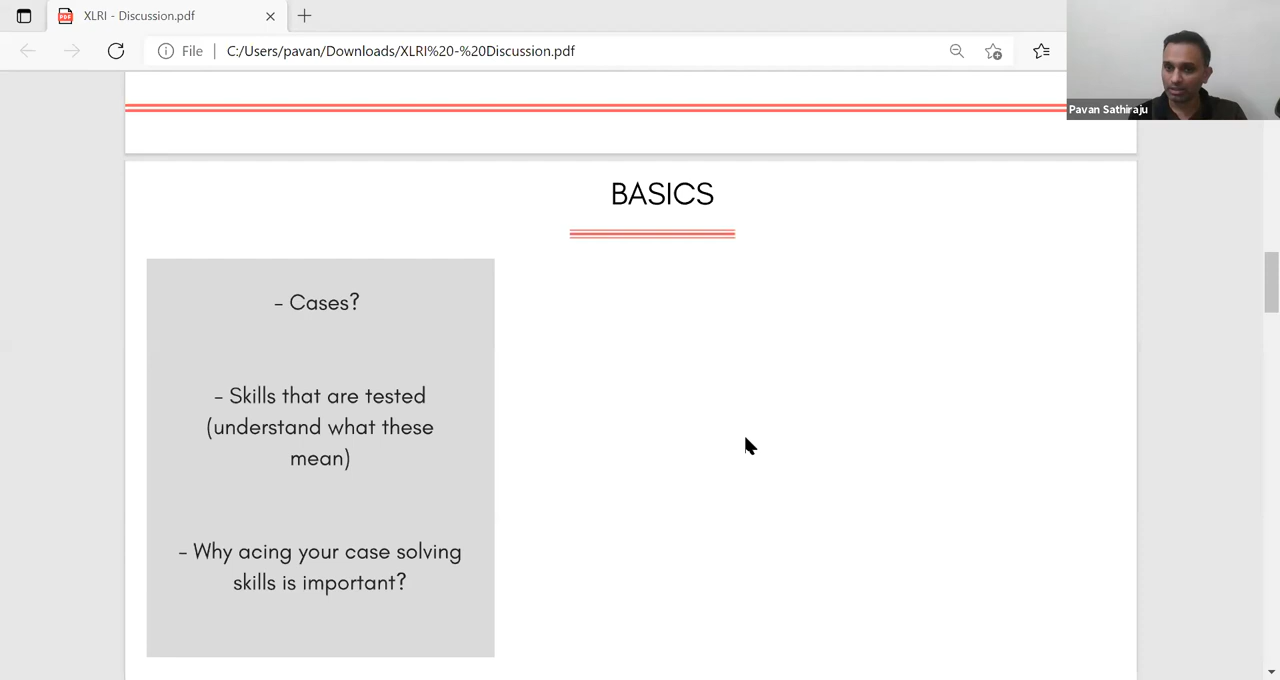 XLRI - Discussion.pdf
PDF
File
C:/Users/pavan/Downloads/XLRI%20-%20Discussion.pdf
Pavan Sathiraju
BASICS
- Cases?
- Skills that are tested
(understand what these
mean)
- Why acing your case solving
skills is important?